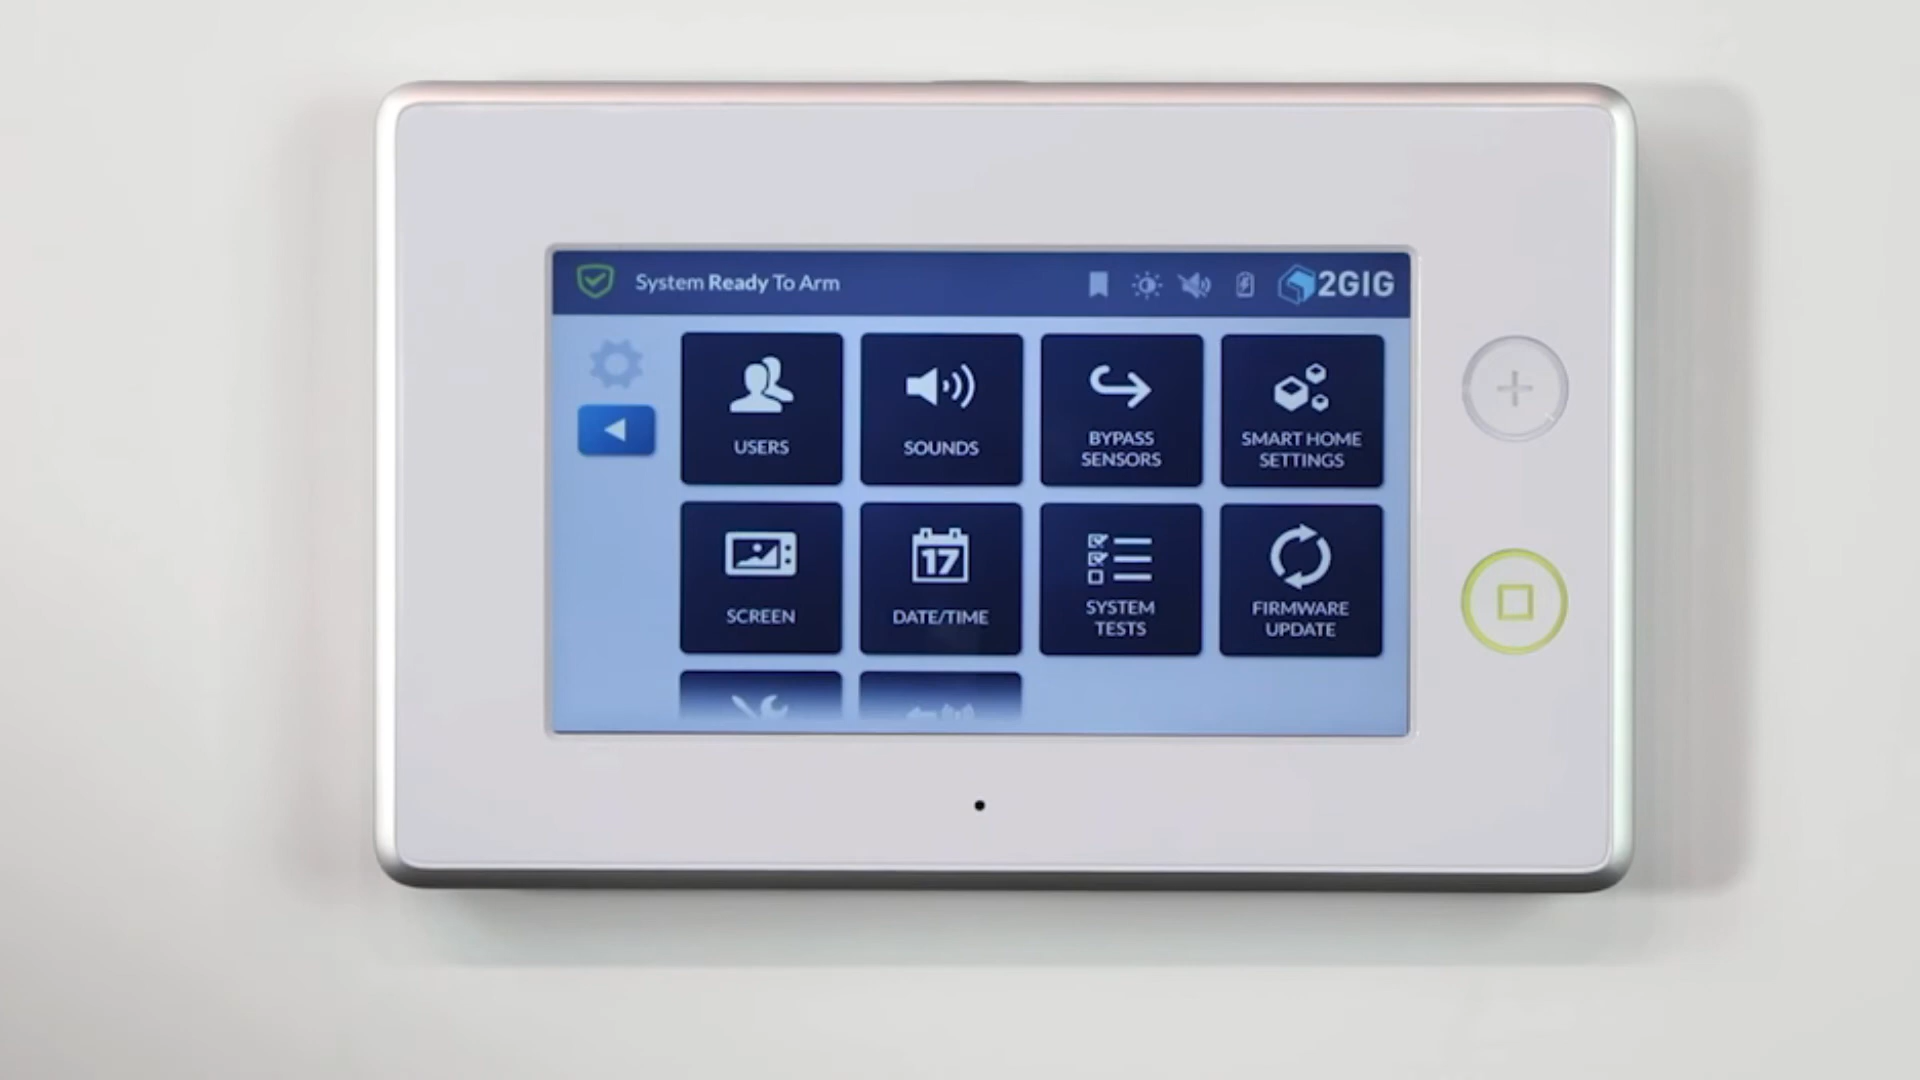 System Ready To Arm
2GIG
USERS
SOUNDS
BYPASS
SENSORS
SMART HOME
SETTINGS
SCREEN
17
DATE/TIME
SYSTEM
TESTS
FIRMWARE
UPDATE